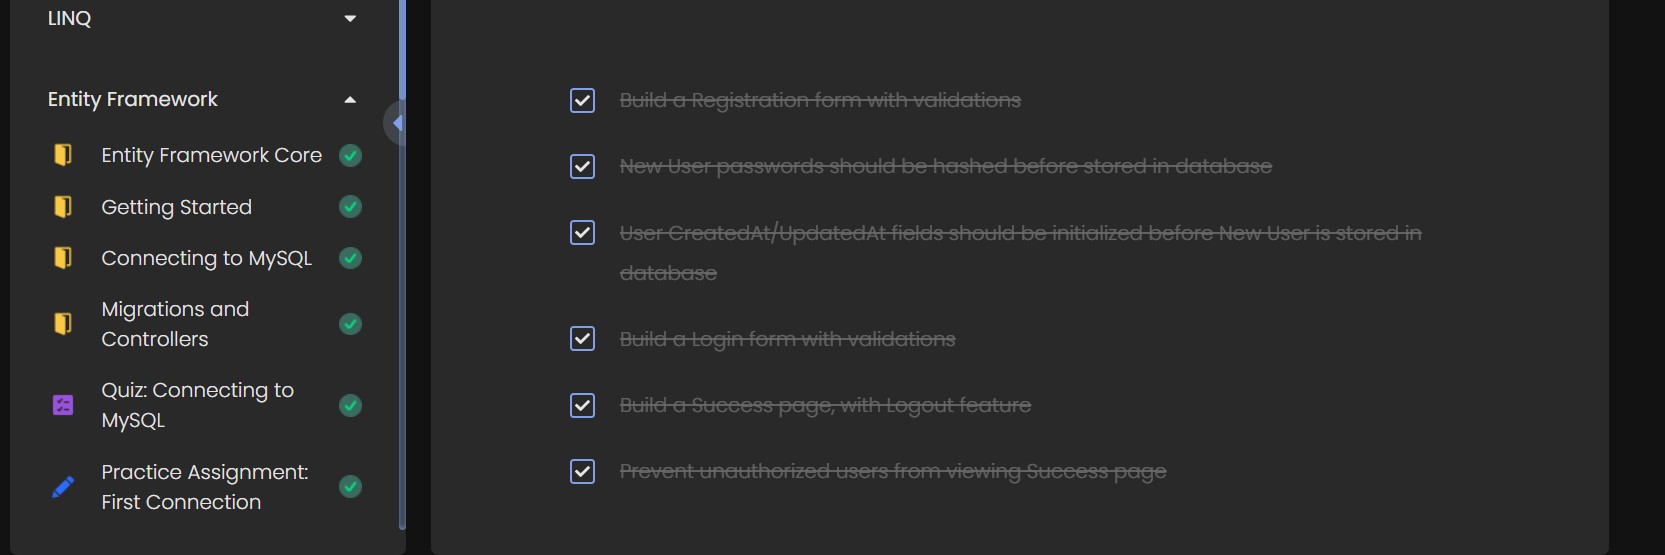 LINQ
Entity Framework
Entity Framework Core
Getting Started
Connecting to MySQL
Migrations and
Controllers
Quiz: Connecting to
MySQL
Practice Assignment:
First Connection
Build a Registration form with validations
New User passwords should be hashed before stored in database
User CreatedAt/UpdatedAt fields should be initialized before New User is stored in
database
Build a Login form with validations
Build a Success page, with Logout feature
Prevent unauthorized users from viewing Success page